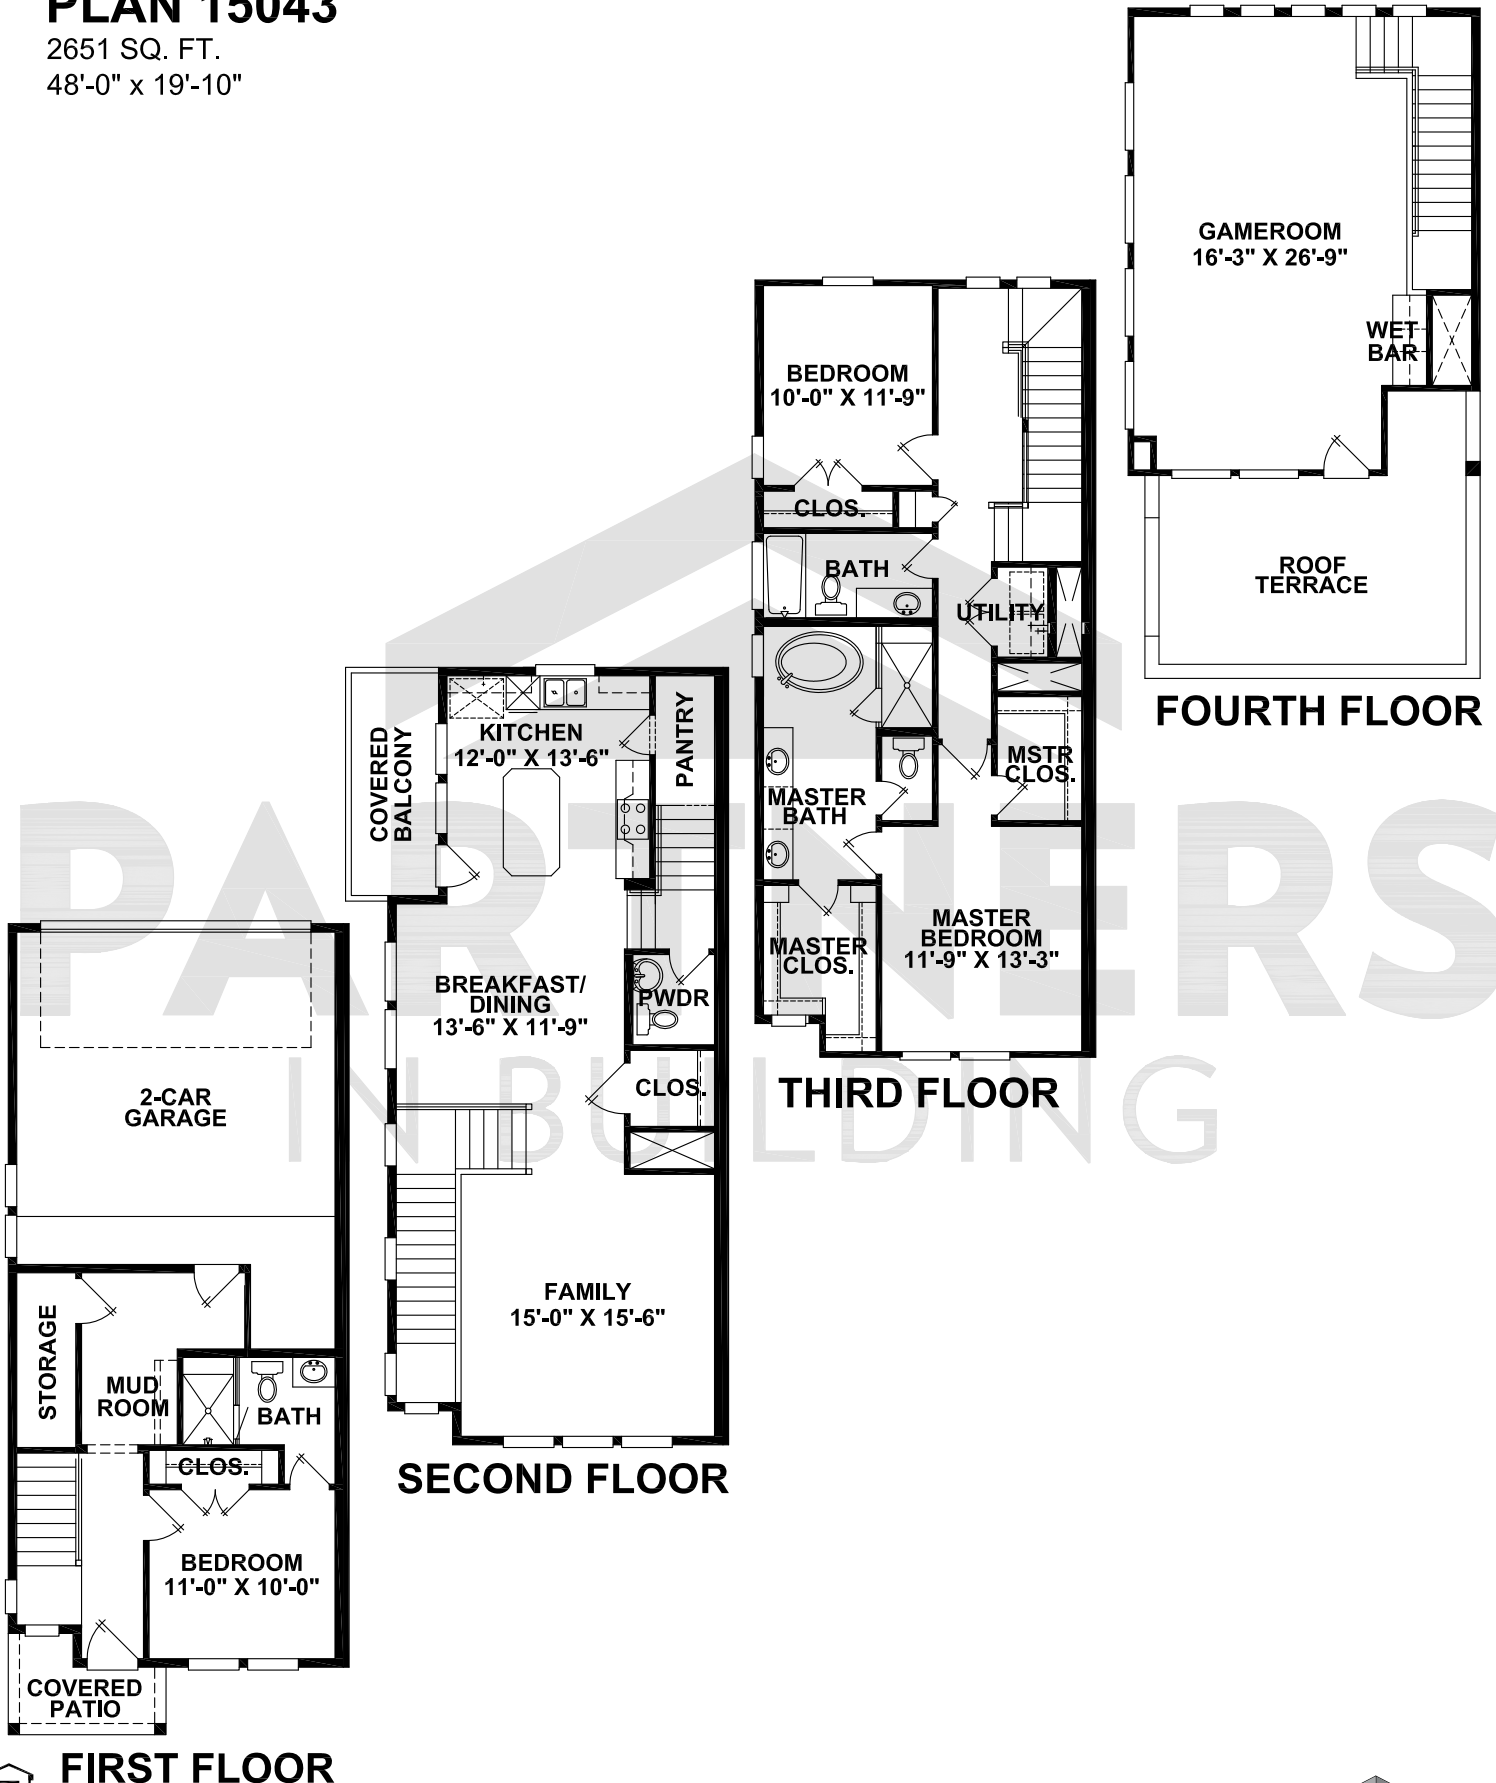 PLAN 15043
2651 SQ. FT.
48'-0" x 19'-10"
GAMEROOM
16'-3" X 26'-9"
WET
BAR
ROOF
TERRACE
FOURTH FLOOR
BEDROOM
10'-0" X 11'-9"
CLOS.
BATH
UTILITY
MSTR
CLOS.
MASTER
BATH
MASTER
BEDROOM
11'-9" X 13'-3"
MASTER
CLOS.
THIRD FLOOR
COVERED
BALCONY
KITCHEN
12'-0" X 13'-6"
PANTRY
BREAKFAST/
DINING
13'-6" X 11'-9"
PWDR
CLOS.
FAMILY
15'-0" X 15'-6"
SECOND FLOOR
2-CAR
GARAGE
STORAGE
MUD
ROOM
BATH
CLOS.
BEDROOM
11'-0" X 10'-0"
COVERED
PATIO
FIRST FLOOR
PARTNERS
IN BUILDING